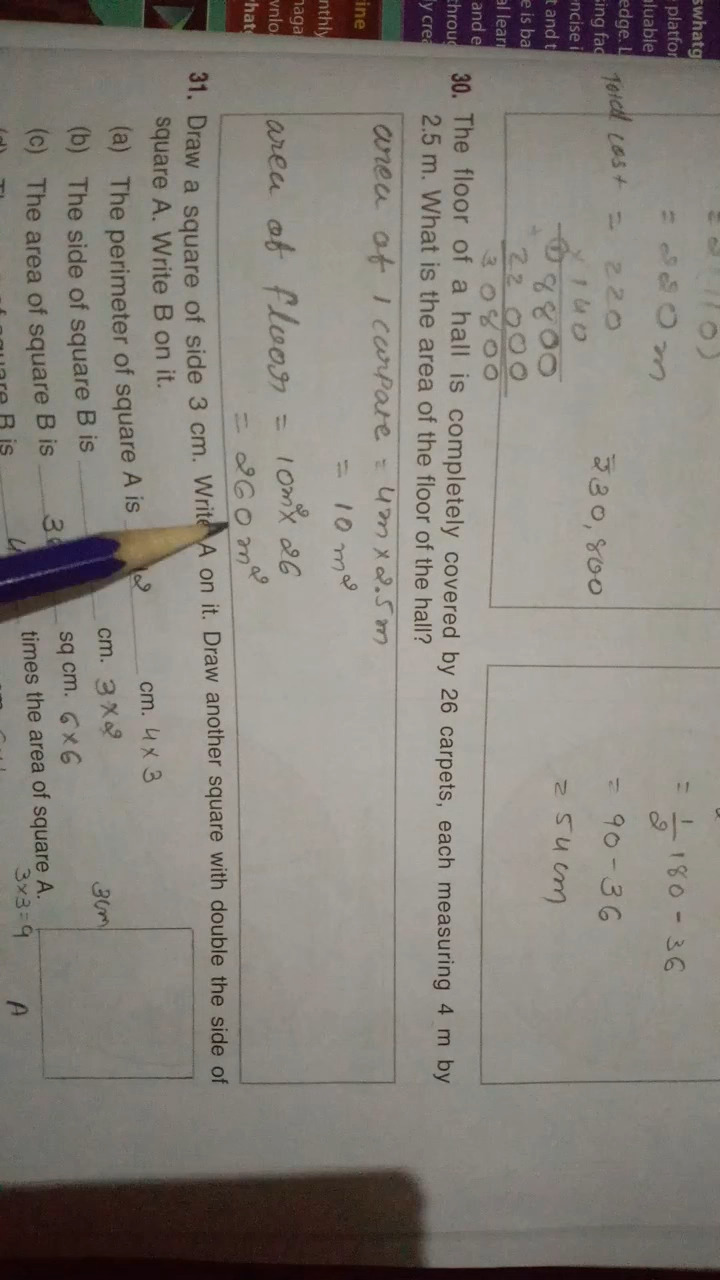 = 220 m
Total cost = 220
× 140
8800
+ 22000
30800
₹30,800
= 1/2 180 - 36
= 90 - 36
= 54 cm
30. The floor of a hall is completely covered by 26 carpets, each measuring 4 m by
2.5 m. What is the area of the floor of the hall?
area of 1 carpare = 4m × 2.5m
= 10 m²
area of floor = 10m² × 26
= 260 m²
31. Draw a square of side 3 cm. Write A on it. Draw another square with double the side of
square A. Write B on it.
(a) The perimeter of square A is 12 cm. 4 × 3
(b) The side of square B is cm. 3 × 2
(c) The area of square B is sq cm. 6 × 6
times the area of square A.
3 × 3 = 9
3cm
A